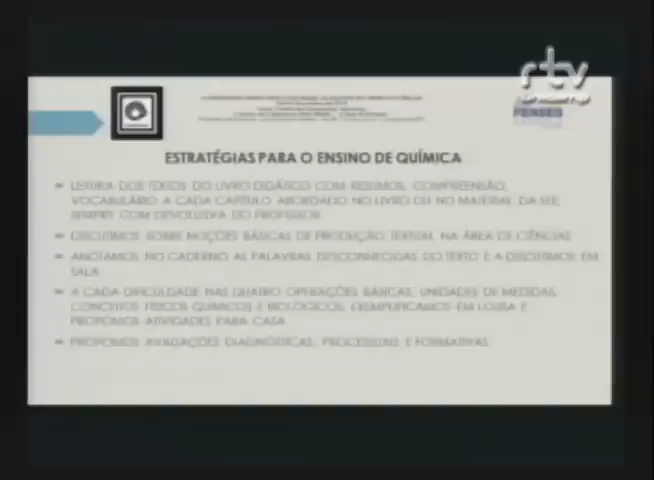 rtv
PENSES
ESTRATÉGIAS PARA O ENSINO DE QUÍMICA
LEITURA DOS TEXTOS DO LIVRO DIDÁTICO COM RESUMOS, COMPREENSÃO,
VOCABULÁRIO A CADA CAPÍTULO ABORDADO NO LIVRO OU NO MATERIAL DA
SEMPRE COM DEVOLUTIVA DO PROFESSOR
DISCUTIMOS SOBRE NOÇÕES BÁSICAS DE PRODUÇÃO TEXTUAL NA ÁREA DE CIÊNCIAS
ANOTAMOS NO CADERNO AS PALAVRAS DESCONHECIDAS DO TEXTO E A DISCUTIMOS EM
SALA
A CADA DIFICULDADE NAS QUATRO OPERAÇÕES BÁSICAS, UNIDADES DE MEDIDAS,
CONCEITOS FÍSICOS QUÍMICOS E BIOLÓGICOS, EXEMPLIFICAMOS EM LOUSA E
PROPOMOS ATIVIDADES PARA CASA
PROPOMOS AVALIAÇÕES DIAGNÓSTICAS, PROCESSUAIS E FORMATIVAS